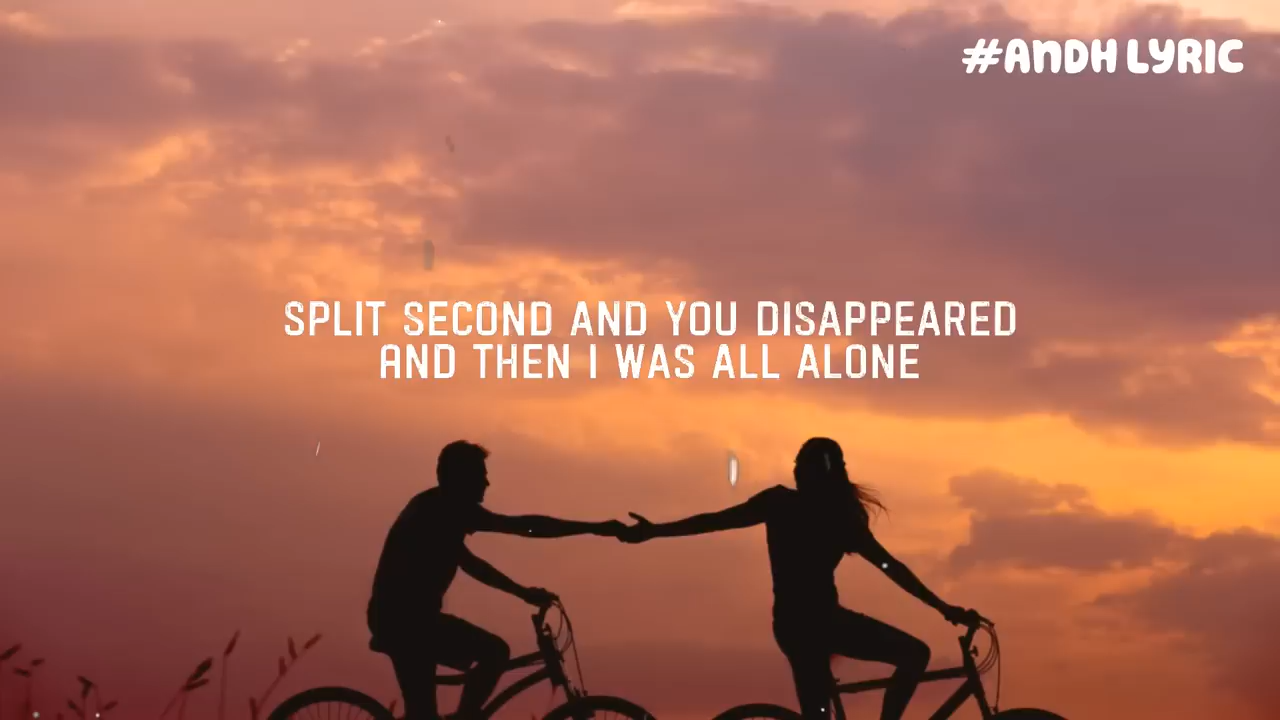 #ANDH LYRIC
SPLIT SECOND AND YOU DISAPPEARED
AND THEN I WAS ALL ALONE